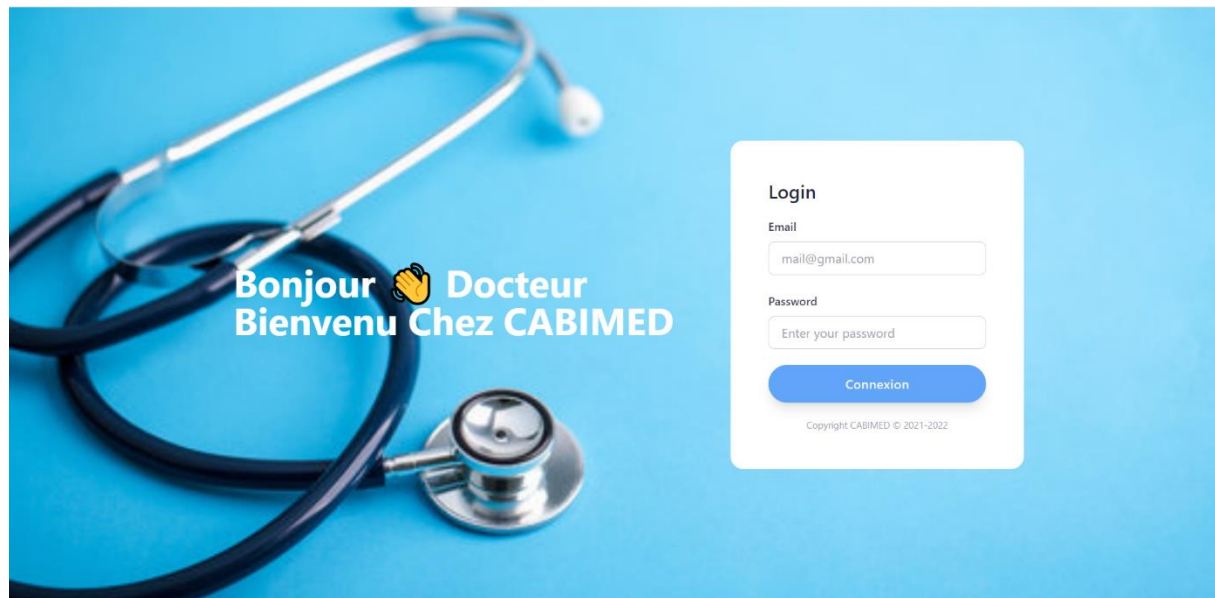 Bonjour 👋 Docteur
Bienvenu Chez CABIMED
Login
Email
mail@gmail.com
Password
Enter your password
Connexion
Copyright CABIMED © 2021-2022